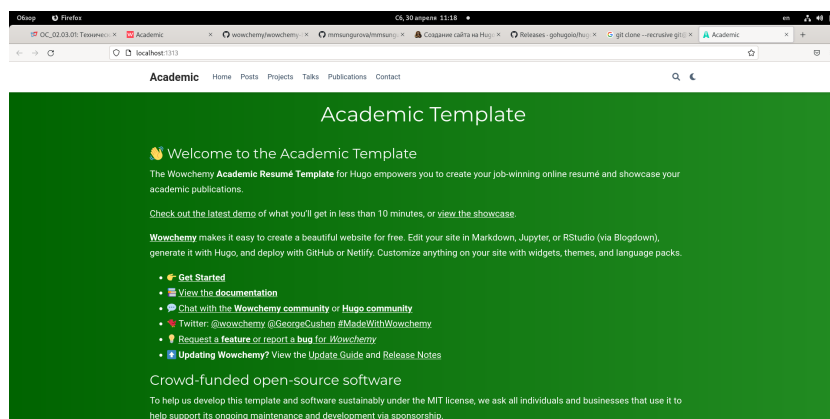 Обзор Firefox Сб, 30 апреля 11:18 en
ОС_02.03.01: Техническ Academic wowchemy/wowchemy- mmsungurova/mmsung Создание сайта на Hugo Releases · gohugoio/hug git clone --recrusive git@ Academic
localhost:1313
Academic Home Posts Projects Talks Publications Contact
Academic Template
Welcome to the Academic Template
The Wowchemy Academic Resumé Template for Hugo empowers you to create your job-winning online resumé and showcase your
academic publications.
Check out the latest demo of what you'll get in less than 10 minutes, or view the showcase.
Wowchemy makes it easy to create a beautiful website for free. Edit your site in Markdown, Jupyter, or RStudio (via Blogdown),
generate it with Hugo, and deploy with GitHub or Netlify. Customize anything on your site with widgets, themes, and language packs.
Get Started
View the documentation
Chat with the Wowchemy community or Hugo community
Twitter: @wowchemy @GeorgeCushen #MadeWithWowchemy
Request a feature or report a bug for Wowchemy
Updating Wowchemy? View the Update Guide and Release Notes
Crowd-funded open-source software
To help us develop this template and software sustainably under the MIT license, we ask all individuals and businesses that use it to
help support its ongoing maintenance and development via sponsorship.